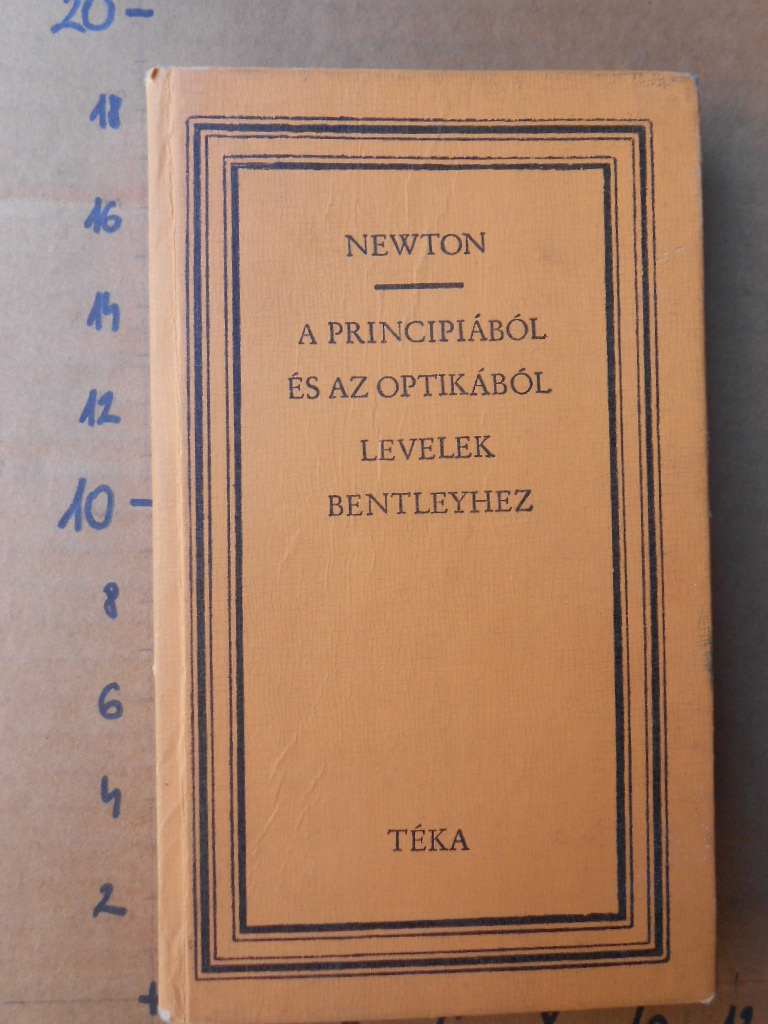 20
18
16
14
12
10
8
6
4
2
NEWTON
A PRINCIPIÁBÓL
ÉS AZ OPTIKÁBÓL
LEVELEK
BENTLEYHEZ
TÉKA